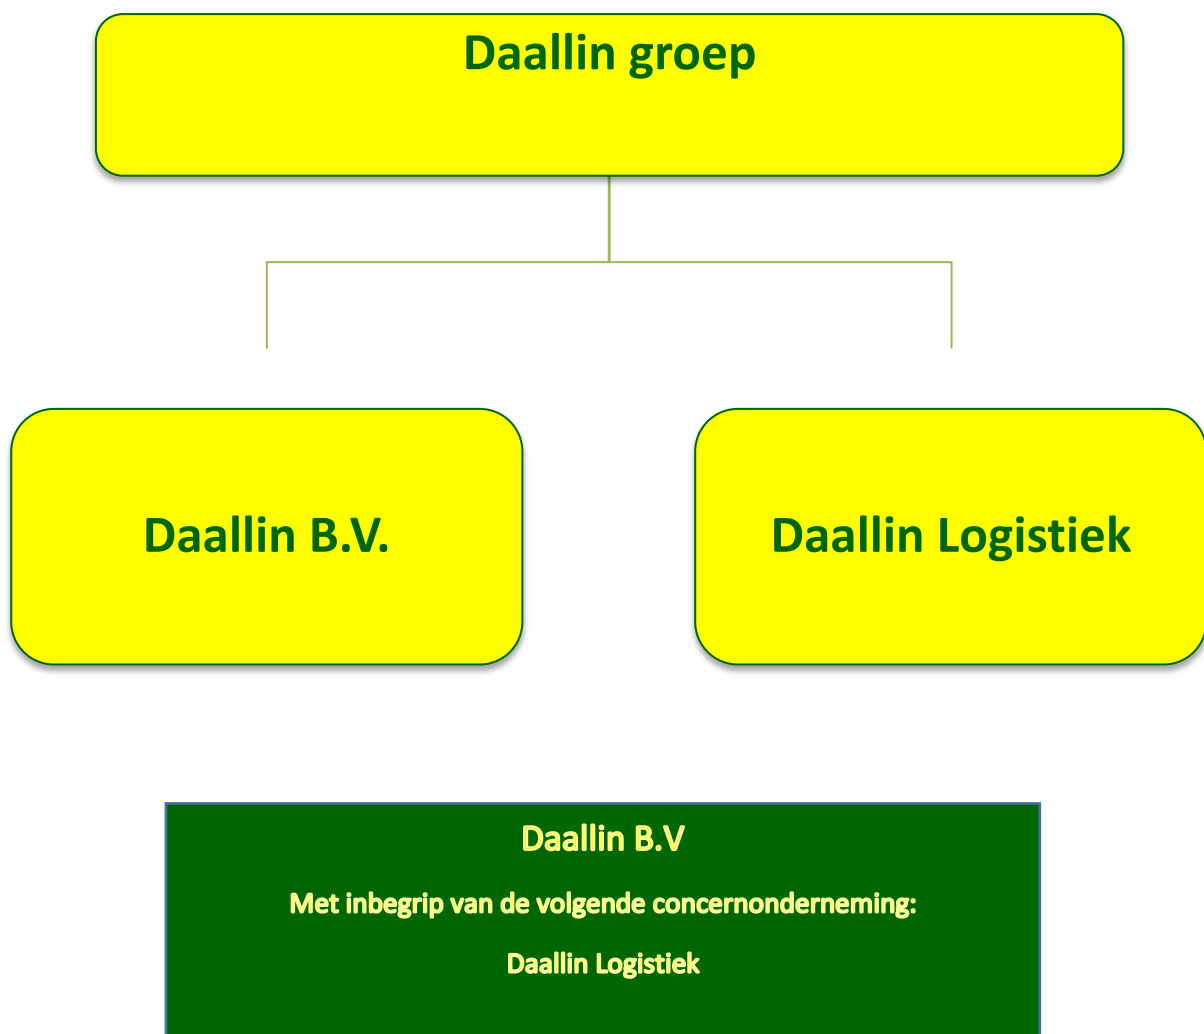 Daallin groep
Daallin B.V.
Daallin Logistiek
Daallin B.V
Met inbegrip van de volgende concernonderneming:
Daallin Logistiek